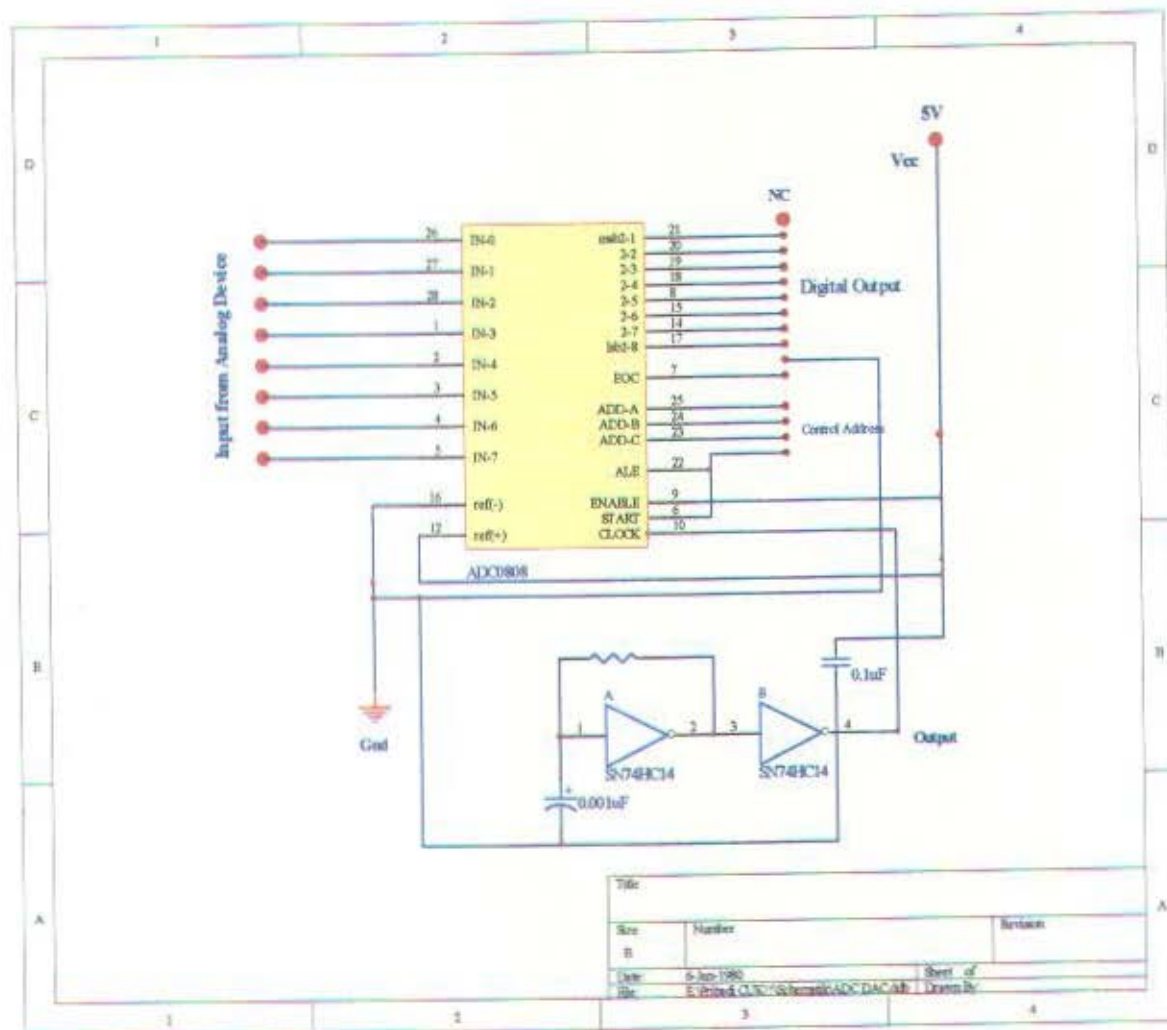 1 2 3 4
D
C
B
A
5V
Vcc
NC
Input from Analog Device
26 IN-0
27 IN-1
28 IN-2
1 IN-3
2 IN-4
3 IN-5
4 IN-6
5 IN-7
16 ref(-)
12 ref(+)
msb2-1 21
2-2 20
2-3 19
2-4 18
2-5 8
2-6 15
2-7 14
lsb2-8 17
EOC 7
ADD-A 25
ADD-B 24
ADD-C 23
ALE 22
ENABLE 9
START 6
CLOCK 10
Digital Output
Control Address
ADC0808
Gnd
A
1 2
SN74HC14
0.001uF
+
B
3 4
SN74HC14
0.1uF
Output
D
C
B
A
Title
Size Number Revision
B
Date: 6-Jan-1980 Sheet of
File: Drawn By:
1 2 3 4